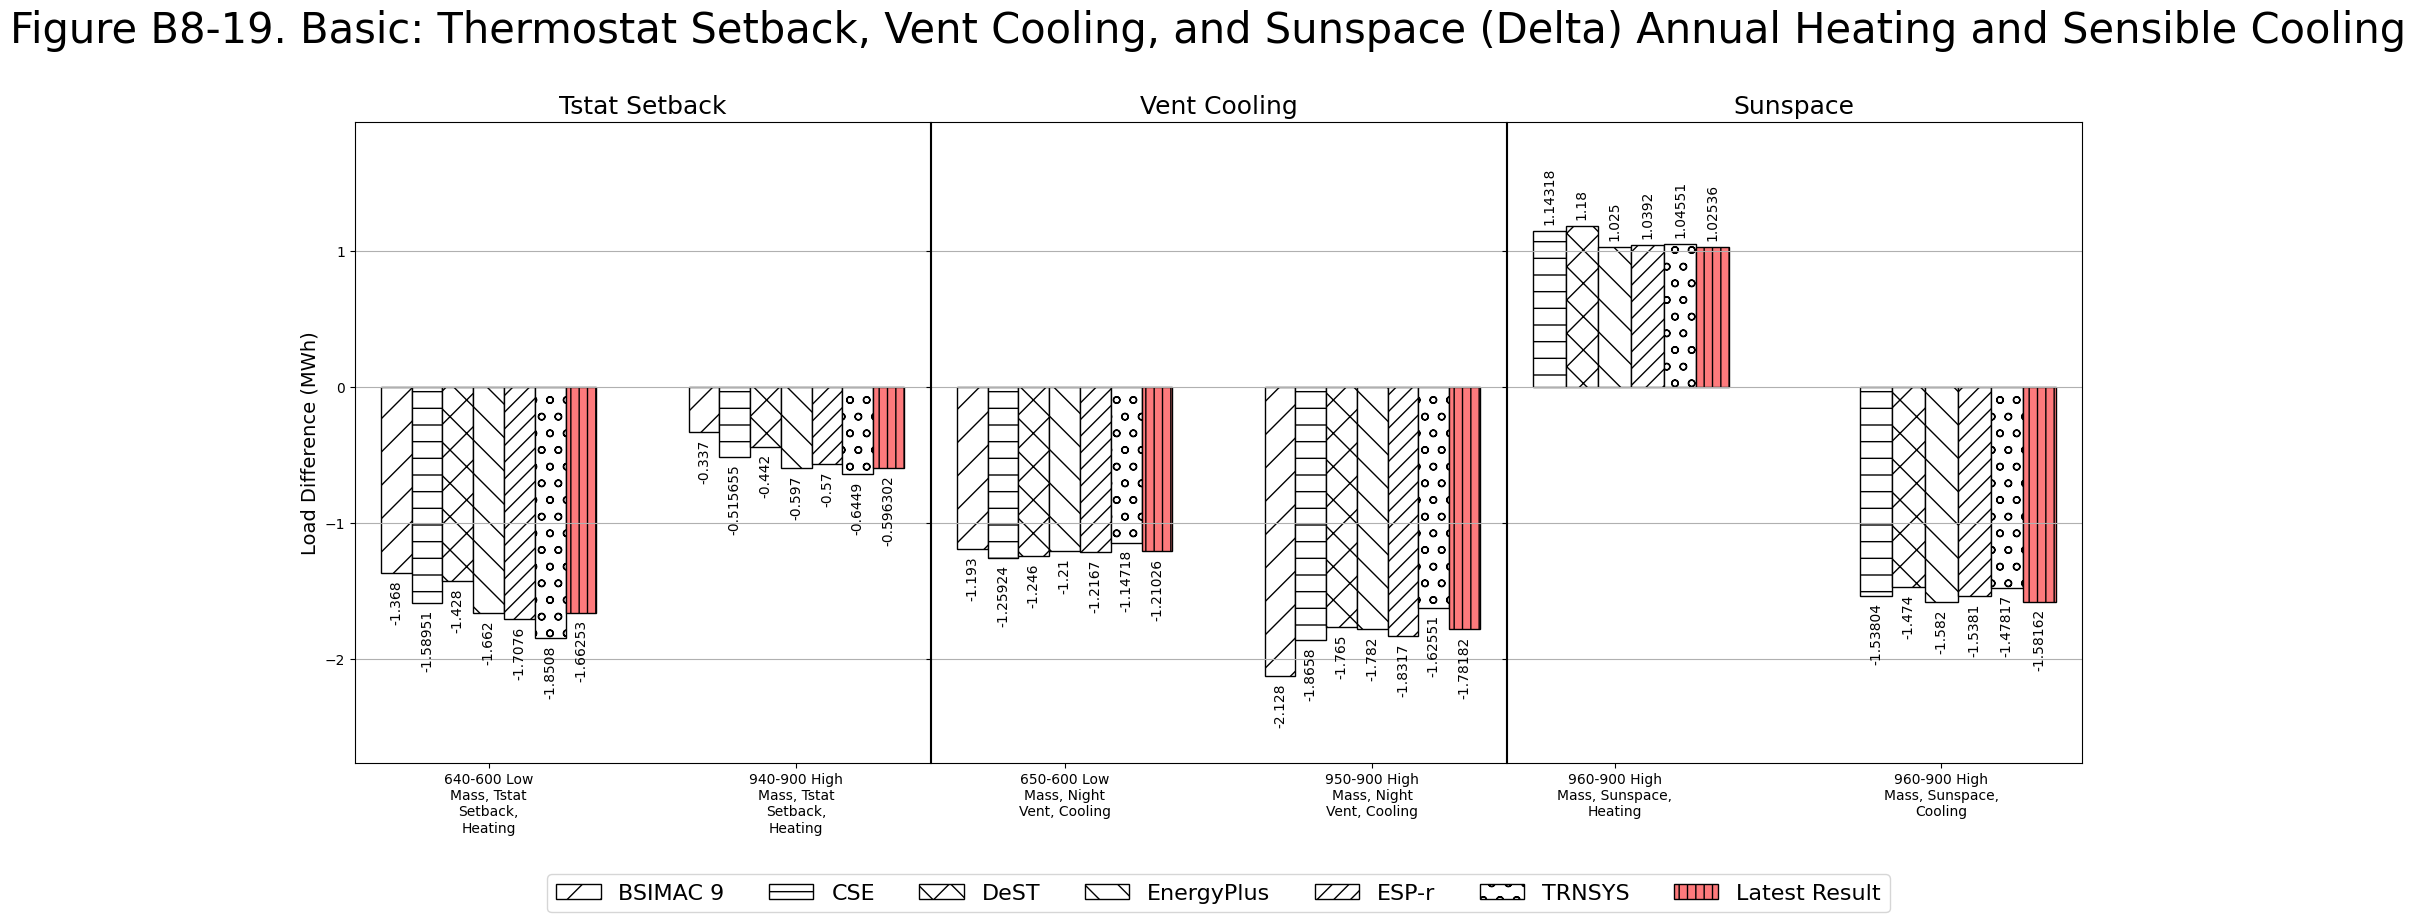 Figure B8-19. Basic: Thermostat Setback, Vent Cooling, and Sunspace (Delta) Annual Heating and Sensible Cooling
Tstat Setback
Vent Cooling
Sunspace
Load Difference (MWh)
1
0
−1
−2
-1.368
-1.58951
-1.428
-1.662
-1.7076
-1.8508
-1.66253
-0.337
-0.515655
-0.442
-0.597
-0.57
-0.6449
-0.596302
-1.193
-1.25924
-1.246
-1.21
-1.2167
-1.14718
-1.21026
-2.128
-1.8658
-1.765
-1.782
-1.8317
-1.62551
-1.78182
1.14318
1.18
1.025
1.0392
1.04551
1.02536
-1.53804
-1.474
-1.582
-1.5381
-1.47817
-1.58162
640-600 Low
Mass, Tstat
Setback,
Heating
940-900 High
Mass, Tstat
Setback,
Heating
650-600 Low
Mass, Night
Vent, Cooling
950-900 High
Mass, Night
Vent, Cooling
960-900 High
Mass, Sunspace,
Heating
960-900 High
Mass, Sunspace,
Cooling
BSIMAC 9
CSE
DeST
EnergyPlus
ESP-r
TRNSYS
Latest Result